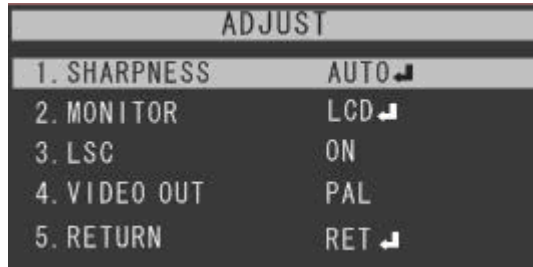 ADJUST
1. SHARPNESS AUTO↲
2. MONITOR LCD↲
3. LSC ON
4. VIDEO OUT PAL
5. RETURN RET↲